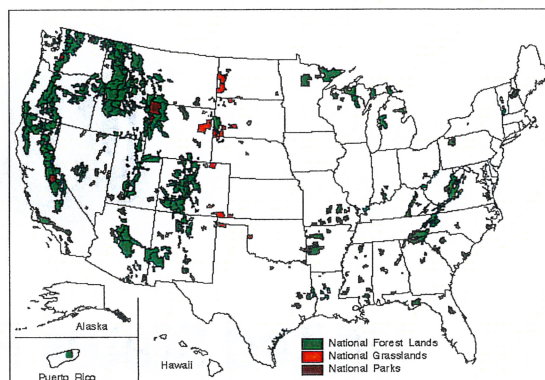 Alaska
Puerto Rico
Hawaii
National Forest Lands
National Grasslands
National Parks